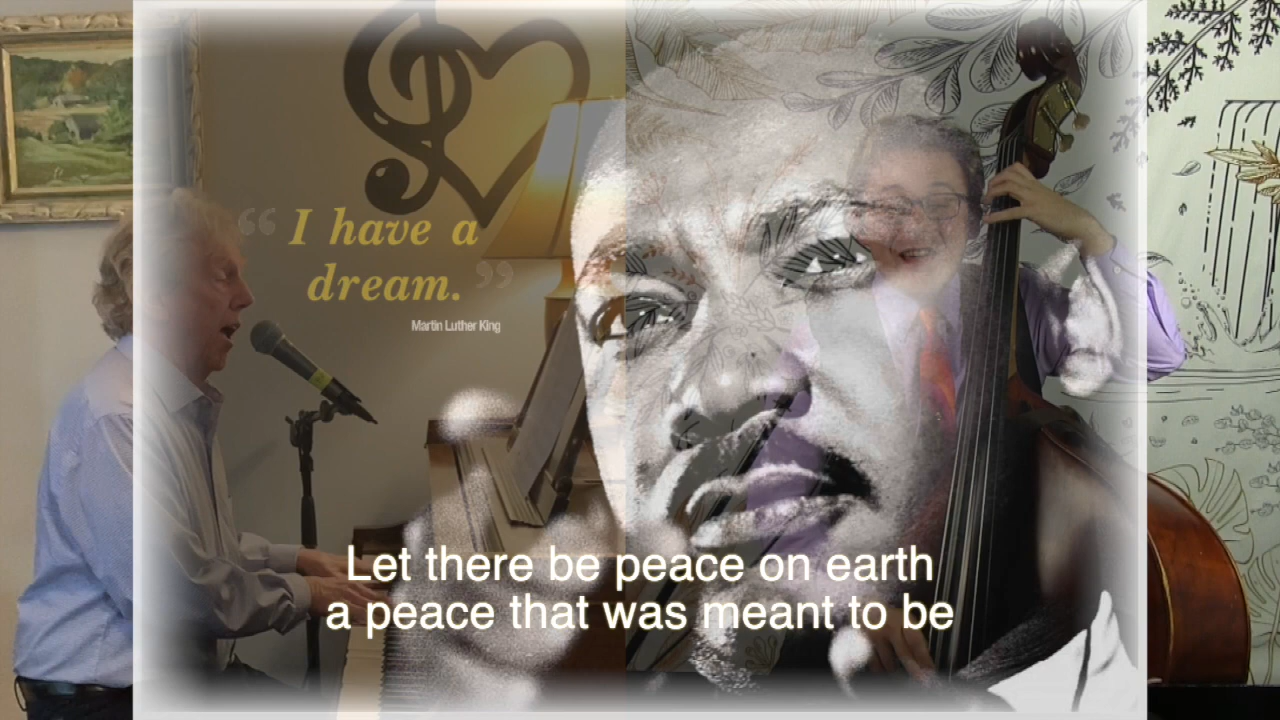 “ I have a
dream. ”
Martin Luther King
Let there be peace on earth
a peace that was meant to be